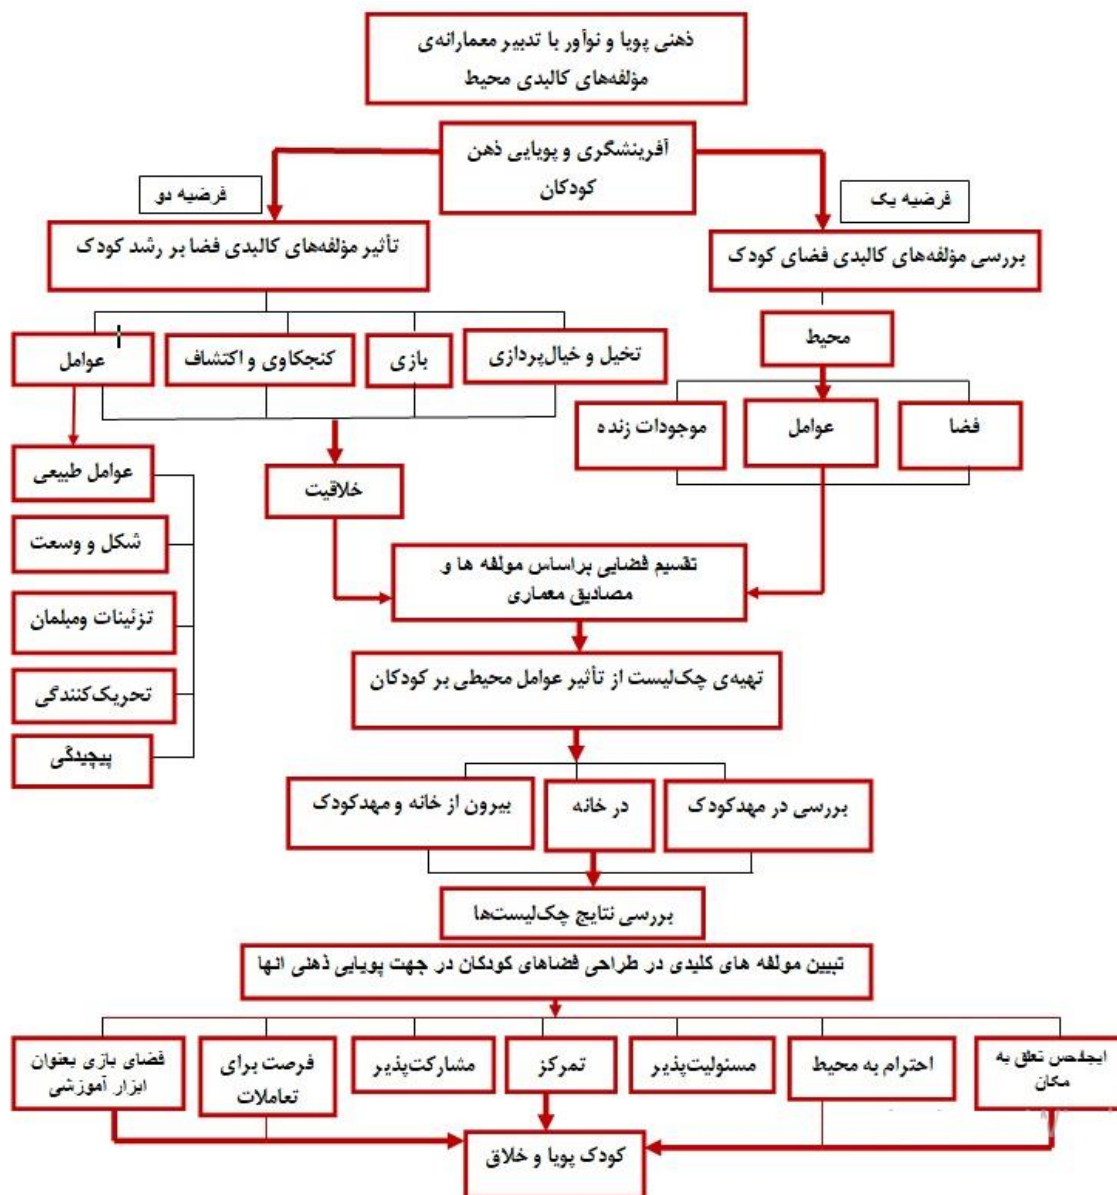 ذهنی پویا و نوآور با تدبیر معمارانه‌ی
مؤلفه‌های کالبدی محیط
آفرینشگری و پویایی ذهن
کودکان
فرضیه یک
فرضیه دو
بررسی مؤلفه‌های کالبدی فضای کودک
تأثیر مؤلفه‌های کالبدی فضا بر رشد کودک
محیط
تخیل و خیال‌پردازی
بازی
کنجکاوی و اکتشاف
عوامل
فضا
عوامل
موجودات زنده
خلاقیت
عوامل طبیعی
شکل و وسعت
تزئینات ومبلمان
تحریک‌کنندگی
پیچیدگی
تقسیم فضایی براساس مولفه ها و
مصادیق معماری
تهیه‌ی چک‌لیست از تأثیر عوامل محیطی بر کودکان
بررسی در مهدکودک
در خانه
بیرون از خانه و مهدکودک
بررسی نتایج چک‌لیست‌ها
تبیین مولفه های کلیدی در طراحی فضاهای کودکان در جهت پویایی ذهنی انها
تعلق به
مکان
احترام به محیط
مسئولیت‌پذیر
تمرکز
مشارکت‌پذیر
فرصت برای
تعاملات
فضای بازی بعنوان
ابزار آموزشی
کودک پویا و خلاق